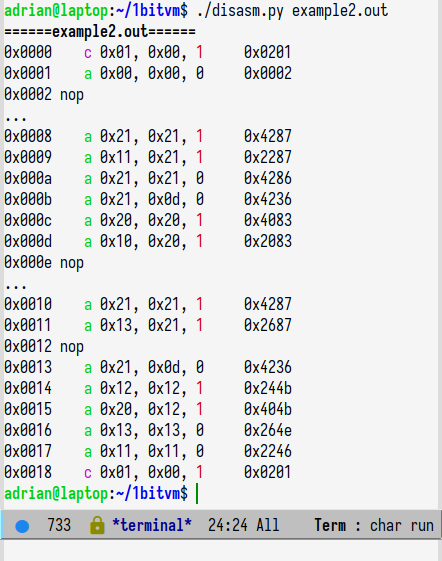 adrian@laptop:~/1bitvm$ ./disasm.py example2.out
======example2.out======
0x0000 c 0x01, 0x00, 1 0x0201
0x0001 a 0x00, 0x00, 0 0x0002
0x0002 nop
...
0x0008 a 0x21, 0x21, 1 0x4287
0x0009 a 0x11, 0x21, 1 0x2287
0x000a a 0x21, 0x21, 0 0x4286
0x000b a 0x21, 0x0d, 0 0x4236
0x000c a 0x20, 0x20, 1 0x4083
0x000d a 0x10, 0x20, 1 0x2083
0x000e nop
...
0x0010 a 0x21, 0x21, 1 0x4287
0x0011 a 0x13, 0x21, 1 0x2687
0x0012 nop
0x0013 a 0x21, 0x0d, 0 0x4236
0x0014 a 0x12, 0x12, 1 0x244b
0x0015 a 0x20, 0x12, 1 0x404b
0x0016 a 0x13, 0x13, 0 0x264e
0x0017 a 0x11, 0x11, 0 0x2246
0x0018 c 0x01, 0x00, 1 0x0201
adrian@laptop:~/1bitvm$
733 *terminal* 24:24 All Term : char run